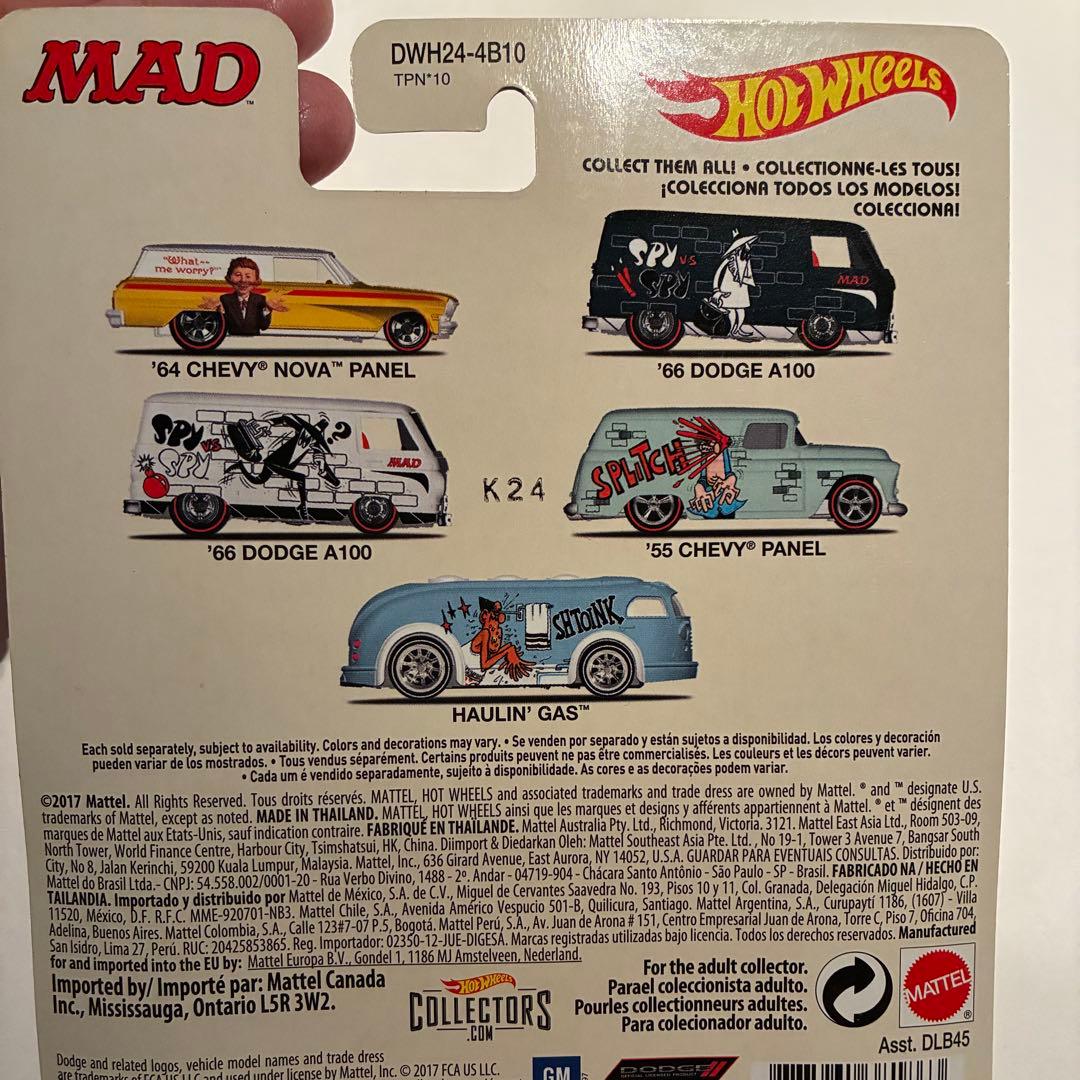 MAD™
DWH24-4B10
TPN*10
HOT WHEELS
COLLECT THEM ALL! • COLLECTIONNE-LES TOUS!
¡COLECCIONA TODOS LOS MODELOS!
COLECCIONA!
"What--
me worry?"
SPY VS
SPY
MAD
'64 CHEVY® NOVA™ PANEL
'66 DODGE A100
SPY VS
SPY
??
MAD
K24
SPLITCH
'66 DODGE A100
'55 CHEVY® PANEL
SHTOINK
HAULIN' GAS™
Each sold separately, subject to availability. Colors and decorations may vary. • Se venden por separado y están sujetos a disponibilidad. Los colores y decoración
pueden variar de los mostrados. • Tous vendus séparément. Certains produits peuvent ne pas être commercialisés. Les couleurs et les décors peuvent varier.
• Cada um é vendido separadamente, sujeito à disponibilidade. As cores e as decorações podem variar.
©2017 Mattel. All Rights Reserved. Tous droits réservés. MATTEL, HOT WHEELS and associated trademarks and trade dress are owned by Mattel. ® and ™ designate U.S.
trademarks of Mattel, except as noted. MADE IN THAILAND. MATTEL, HOT WHEELS ainsi que les marques et designs y afférents appartiennent à Mattel. ® et ™ désignent des
marques de Mattel aux Etats-Unis, sauf indication contraire. FABRIQUÉ EN THAÏLANDE. Mattel Australia Pty. Ltd., Richmond, Victoria. 3121. Mattel East Asia Ltd., Room 503-09,
North Tower, World Finance Centre, Harbour City, Tsimshatsui, HK, China. Diimport & Diedarkan Oleh: Mattel Southeast Asia Pte. Ltd., No 19-1, Tower 3 Avenue 7, Bangsar South
City, No 8, Jalan Kerinchi, 59200 Kuala Lumpur, Malaysia. Mattel, Inc., 636 Girard Avenue, East Aurora, NY 14052, U.S.A. GUARDAR PARA EVENTUAIS CONSULTAS. Distribuido por:
Mattel do Brasil Ltda.- CNPJ: 54.558.002/0001-20 - Rua Verbo Divino, 1488 - 2º. Andar - 04719-904 - Chácara Santo Antônio - São Paulo - SP - Brasil. FABRICADO NA / HECHO EN
TAILANDIA. Importado y distribuido por Mattel de México, S.A. de C.V., Miguel de Cervantes Saavedra No. 193, Pisos 10 y 11, Col. Granada, Delegación Miguel Hidalgo, C.P.
11520, México, D.F. R.F.C. MME-920701-NB3. Mattel Chile, S.A., Avenida Américo Vespucio 501-B, Quilicura, Santiago. Mattel Argentina, S.A., Curupaytí 1186, (1607) - Villa
Adelina, Buenos Aires. Mattel Colombia, S.A., Calle 123#7-07 P.5, Bogotá. Mattel Perú, S.A., Av. Juan de Arona # 151, Centro Empresarial Juan de Arona, Torre C, Piso 7, Oficina 704,
San Isidro, Lima 27, Perú. RUC: 20425853865. Reg. Importador: 02350-12-JUE-DIGESA. Marcas registradas utilizadas bajo licencia. Todos los derechos reservados. Manufactured
for and imported into the EU by: Mattel Europa B.V., Gondel 1, 1186 MJ Amstelveen, Nederland.
Imported by/ Importé par: Mattel Canada
Inc., Mississauga, Ontario L5R 3W2.
HOT WHEELS
COLLECTORS
.COM
For the adult collector.
Parael coleccionista adulto.
Pourles collectionneurs adultes.
Para colecionador adulto.
MATTEL®
Asst. DLB45
Dodge and related logos, vehicle model names and trade dress
are trademarks of FCA US LLC and used under license by Mattel, Inc. © 2017 FCA US LLC.
GM
DODGE
OFFICIAL LICENSED PRODUCT